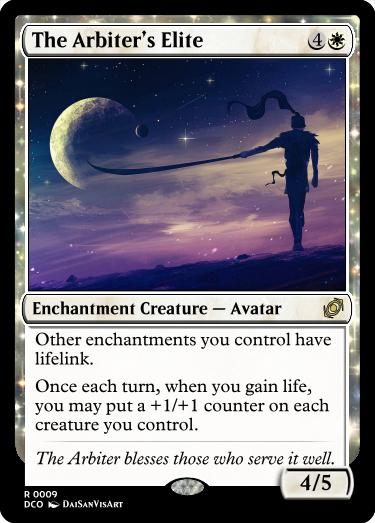 The Arbiter's Elite 4
Enchantment Creature — Avatar
Other enchantments you control have
lifelink.
Once each turn, when you gain life,
you may put a +1/+1 counter on each
creature you control.
The Arbiter blesses those who serve it well.
4/5
R 0009
DCO DaiSanVisArt